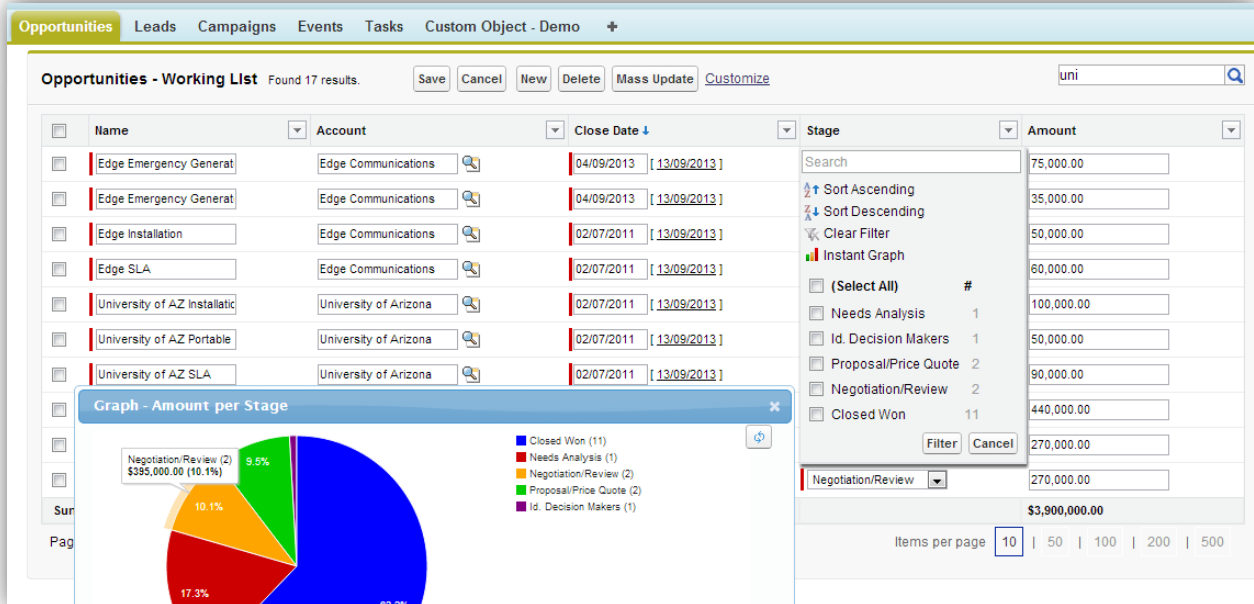 Opportunities Leads Campaigns Events Tasks Custom Object - Demo +
Opportunities - Working LIst Found 17 results. Save Cancel New Delete Mass Update Customize uni
Name Account Close Date Stage Amount
Edge Emergency Generat Edge Communications 04/09/2013 [ 13/09/2013 ] Search 75,000.00
Sort Ascending
Edge Emergency Generat Edge Communications 04/09/2013 [ 13/09/2013 ] 35,000.00
Sort Descending
Edge Installation Edge Communications 02/07/2011 [ 13/09/2013 ] Clear Filter 50,000.00
Instant Graph
Edge SLA Edge Communications 02/07/2011 [ 13/09/2013 ] 60,000.00
(Select All) #
University of AZ Installatic University of Arizona 02/07/2011 [ 13/09/2013 ] 100,000.00
Needs Analysis 1
University of AZ Portable University of Arizona 02/07/2011 [ 13/09/2013 ] Id. Decision Makers 1 50,000.00
Proposal/Price Quote 2
University of AZ SLA University of Arizona 02/07/2011 [ 13/09/2013 ] 90,000.00
Negotiation/Review 2
Graph - Amount per Stage
Closed Won 11 440,000.00
Filter Cancel 270,000.00
Closed Won (11)
Needs Analysis (1)
Negotiation/Review (2)
Proposal/Price Quote (2)
Id. Decision Makers (1)
Negotiation/Review (2)
$395,000.00 (10.1%)
9.5%
10.1%
17.3%
Negotiation/Review 270,000.00
Sun $3,900,000.00
Pag Items per page 10 | 50 | 100 | 200 | 500